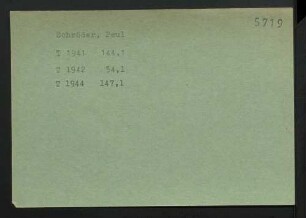 5719
Schröder, Paul
T 1941 144,1
T 1942 54,1
T 1944 147,1